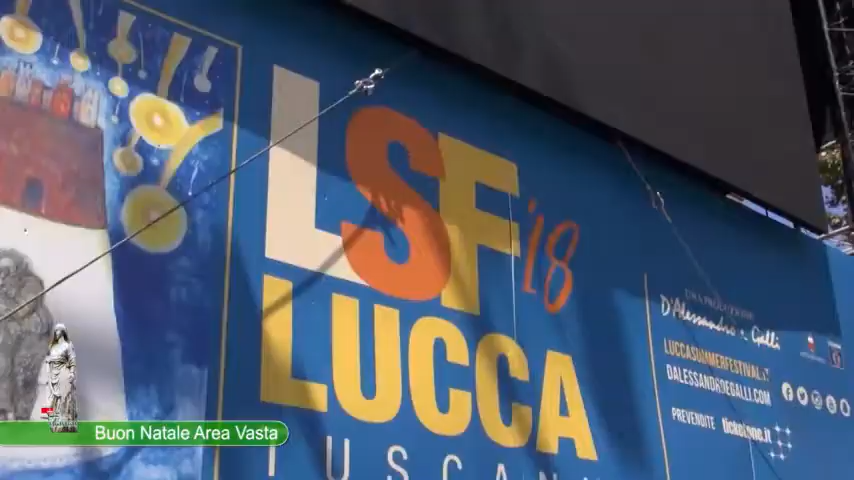 LSF'18
LUCCA
TUSCANY
D'Alessandro e Galli
LUCCASUMMERFESTIVAL.IT
DALESSANDROEGALLI.COM
PREVENDITE ticketone.it
Buon Natale Area Vasta